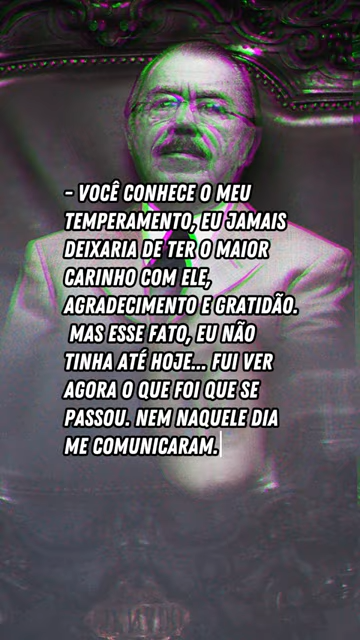 - VOCÊ CONHECE O MEU
TEMPERAMENTO, EU JAMAIS
DEIXARIA DE TER O MAIOR
CARINHO COM ELE,
AGRADECIMENTO E GRATIDÃO.
MAS ESSE FATO, EU NÃO
TINHA ATÉ HOJE... FUI VER
AGORA O QUE FOI QUE SE
PASSOU. NEM NAQUELE DIA
ME COMUNICARAM.